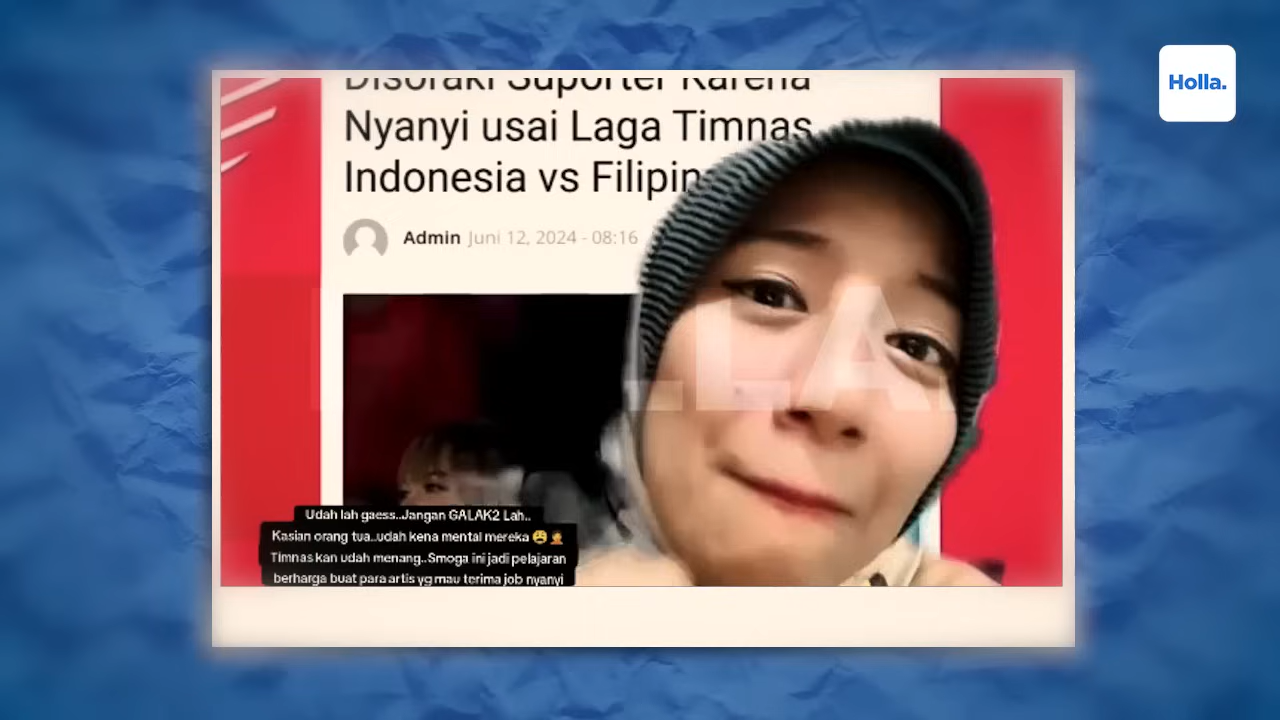 Holla.
Disoraki Suporter Karena
Nyanyi usai Laga Timnas
Indonesia vs Filipin
Admin Juni 12, 2024 - 08:16
Udah lah gaess..Jangan GALAK2 Lah..
Kasian orang tua..udah kena mental mereka 😩🤦
Timnas kan udah menang..Smoga ini jadi pelajaran
berharga buat para artis yg mau terima job nyanyi